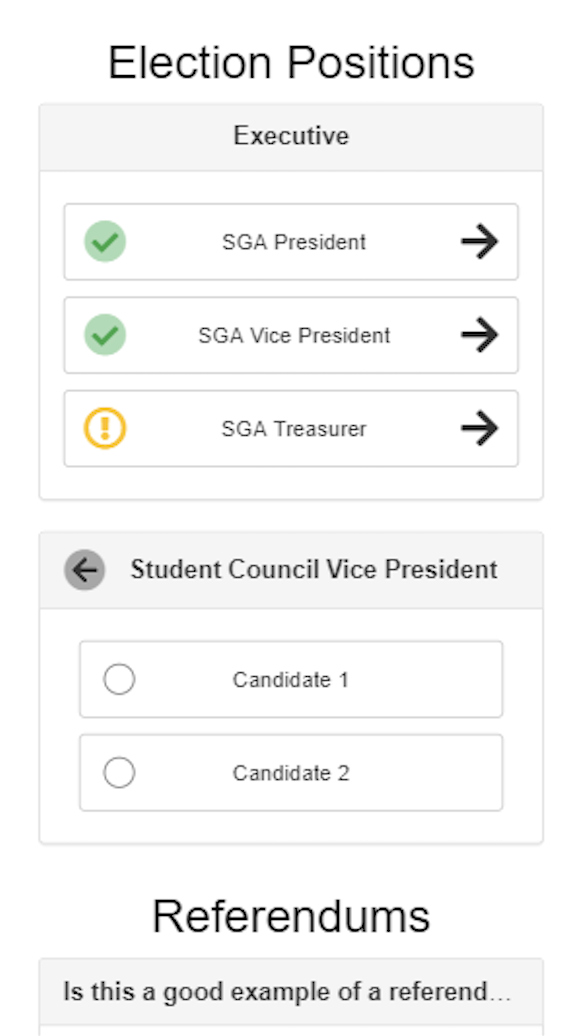 Election Positions
Executive
SGA President
SGA Vice President
SGA Treasurer
Student Council Vice President
Candidate 1
Candidate 2
Referendums
Is this a good example of a referend...